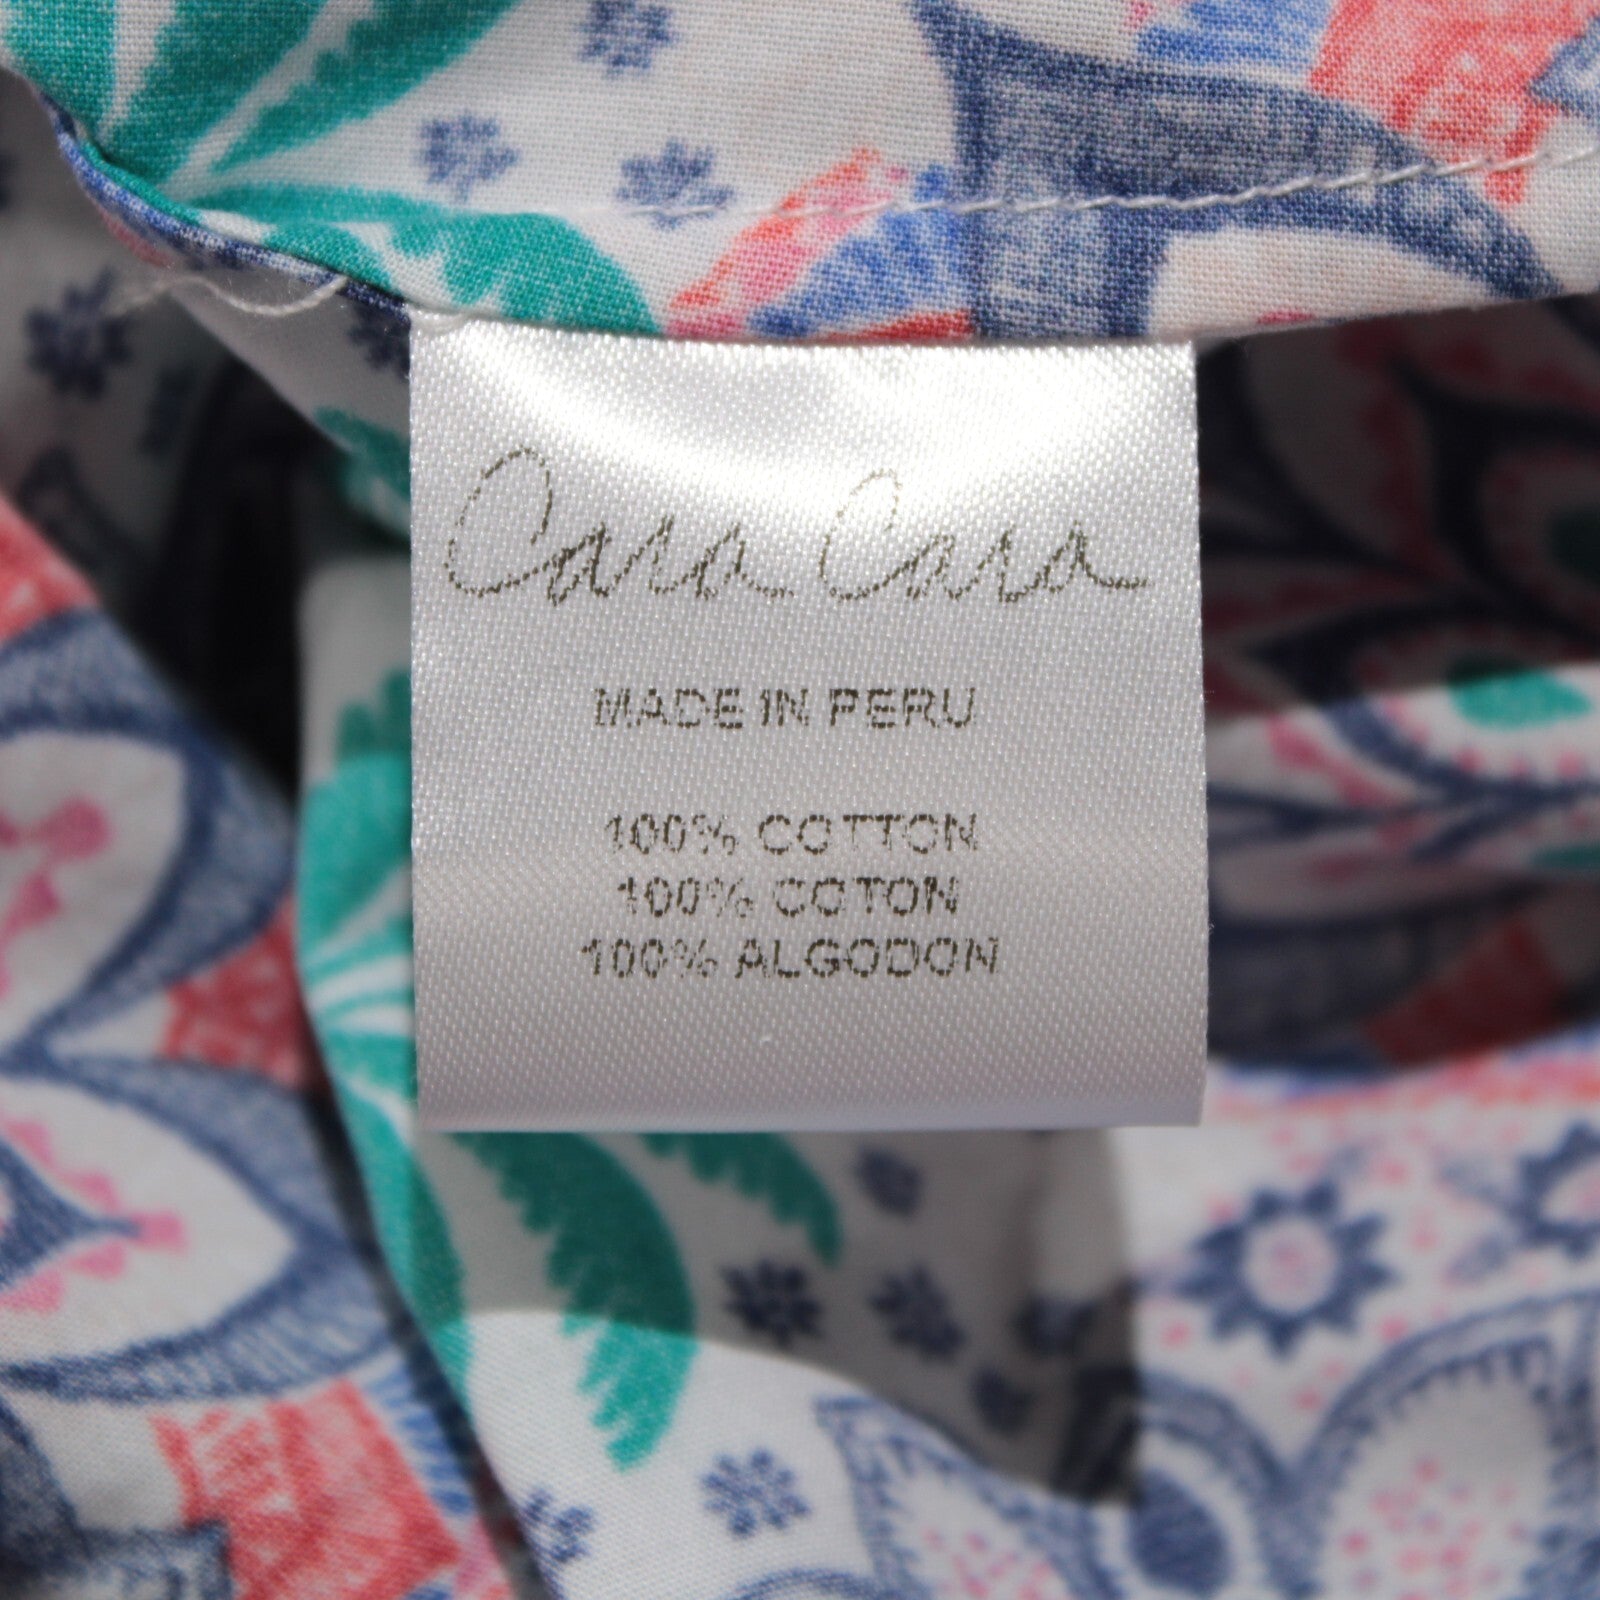 Cara Cara
MADE IN PERU
100% COTTON
100% COTON
100% ALGODON